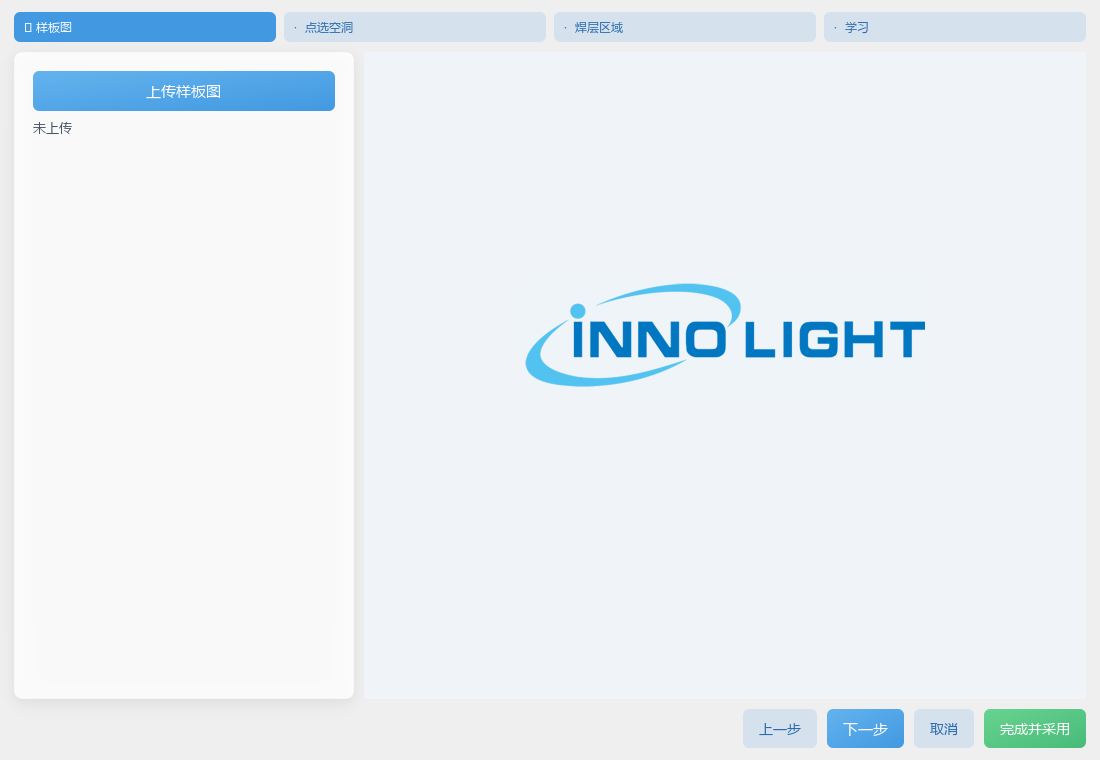 样板图
· 点选空洞
· 焊层区域
· 学习
上传样板图
未上传
INNO LIGHT
上一步
下一步
取消
完成并采用